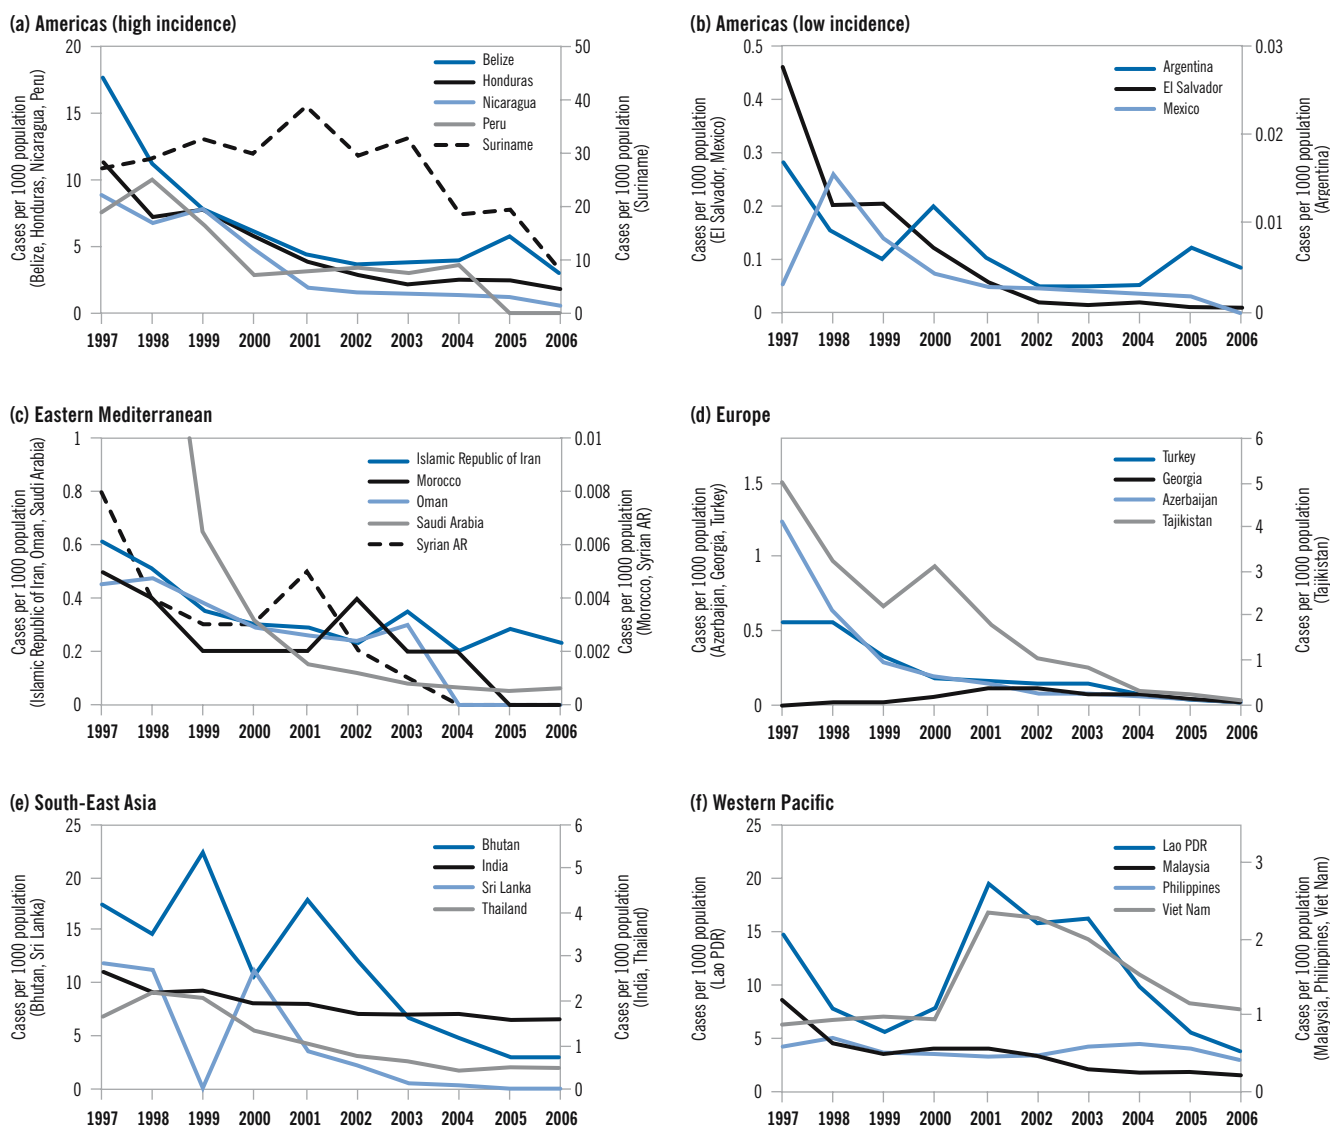 (a) Americas (high incidence)
Cases per 1000 population
(Belize, Honduras, Nicaragua, Peru)
20
15
10
5
0
50
40
30
20
10
0
Cases per 1000 population
(Suriname)
Belize
Honduras
Nicaragua
Peru
Suriname
1997 1998 1999 2000 2001 2002 2003 2004 2005 2006
(b) Americas (low incidence)
Cases per 1000 population
(El Salvador, Mexico)
0.5
0.4
0.3
0.2
0.1
0
0.03
0.02
0.01
0
Cases per 1000 population
(Argentina)
Argentina
El Salvador
Mexico
1997 1998 1999 2000 2001 2002 2003 2004 2005 2006
(c) Eastern Mediterranean
Cases per 1000 population
(Islamic Republic of Iran, Oman, Saudi Arabia)
1
0.8
0.6
0.4
0.2
0
0.01
0.008
0.006
0.004
0.002
0
Cases per 1000 population
(Morocco, Syrian AR)
Islamic Republic of Iran
Morocco
Oman
Saudi Arabia
Syrian AR
1997 1998 1999 2000 2001 2002 2003 2004 2005 2006
(d) Europe
Cases per 1000 population
(Azerbaijan, Georgia, Turkey)
1.5
1
0.5
0
6
5
4
3
2
1
0
Cases per 1000 population
(Tajikistan)
Turkey
Georgia
Azerbaijan
Tajikistan
1997 1998 1999 2000 2001 2002 2003 2004 2005 2006
(e) South-East Asia
Cases per 1000 population
(Bhutan, Sri Lanka)
25
20
15
10
5
0
6
5
4
3
2
1
0
Cases per 1000 population
(India, Thailand)
Bhutan
India
Sri Lanka
Thailand
1997 1998 1999 2000 2001 2002 2003 2004 2005 2006
(f) Western Pacific
Cases per 1000 population
(Lao PDR)
25
20
15
10
5
0
3
2
1
0
Cases per 1000 population
(Malaysia, Philippines, Viet Nam)
Lao PDR
Malaysia
Philippines
Viet Nam
1997 1998 1999 2000 2001 2002 2003 2004 2005 2006